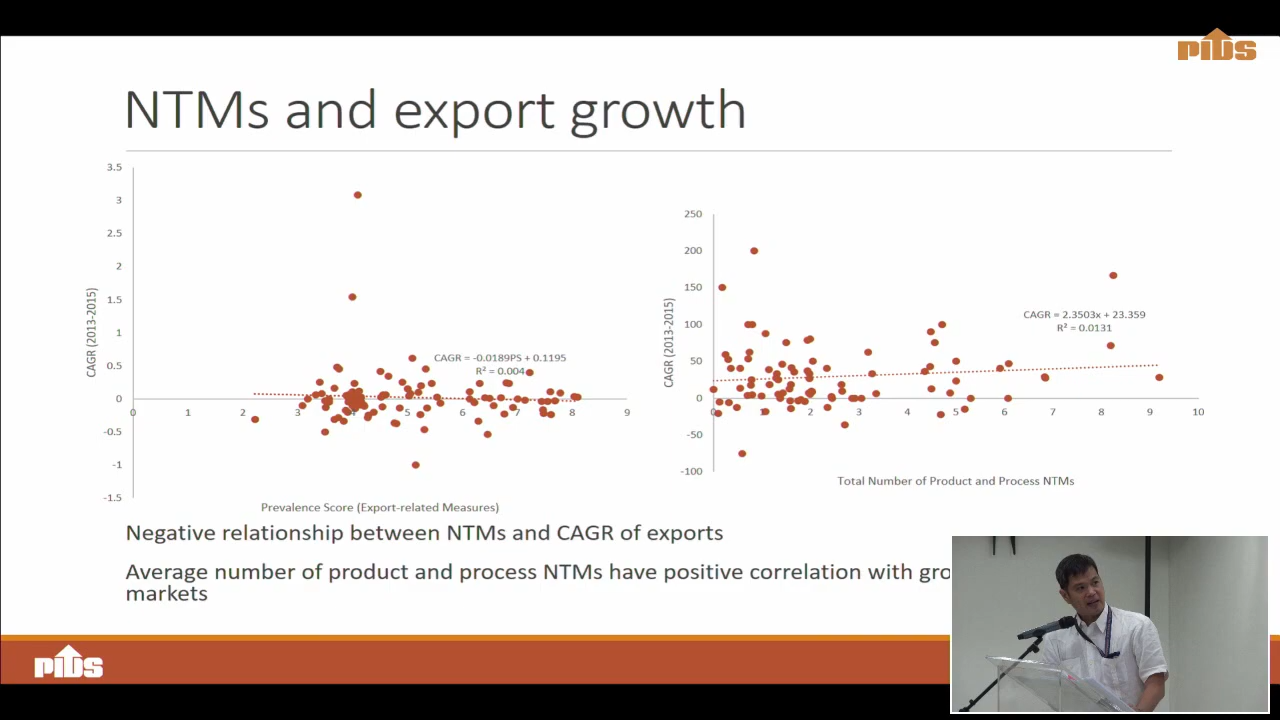 PIDS
NTMs and export growth
3.5
3
2.5
2
1.5
1
0.5
0
-0.5
-1
-1.5
CAGR (2013-2015)
CAGR = -0.0189PS + 0.1195
R² = 0.004
1
2
3
4
5
6
7
8
9
Prevalence Score (Export-related Measures)
250
200
150
100
50
0
-50
-100
CAGR (2013-2015)
CAGR = 2.3503x + 23.359
R² = 0.0131
0
1
2
3
4
5
6
7
8
9
10
Total Number of Product and Process NTMs
Negative relationship between NTMs and CAGR of exports
Average number of product and process NTMs have positive correlation with gro
markets
PIDS